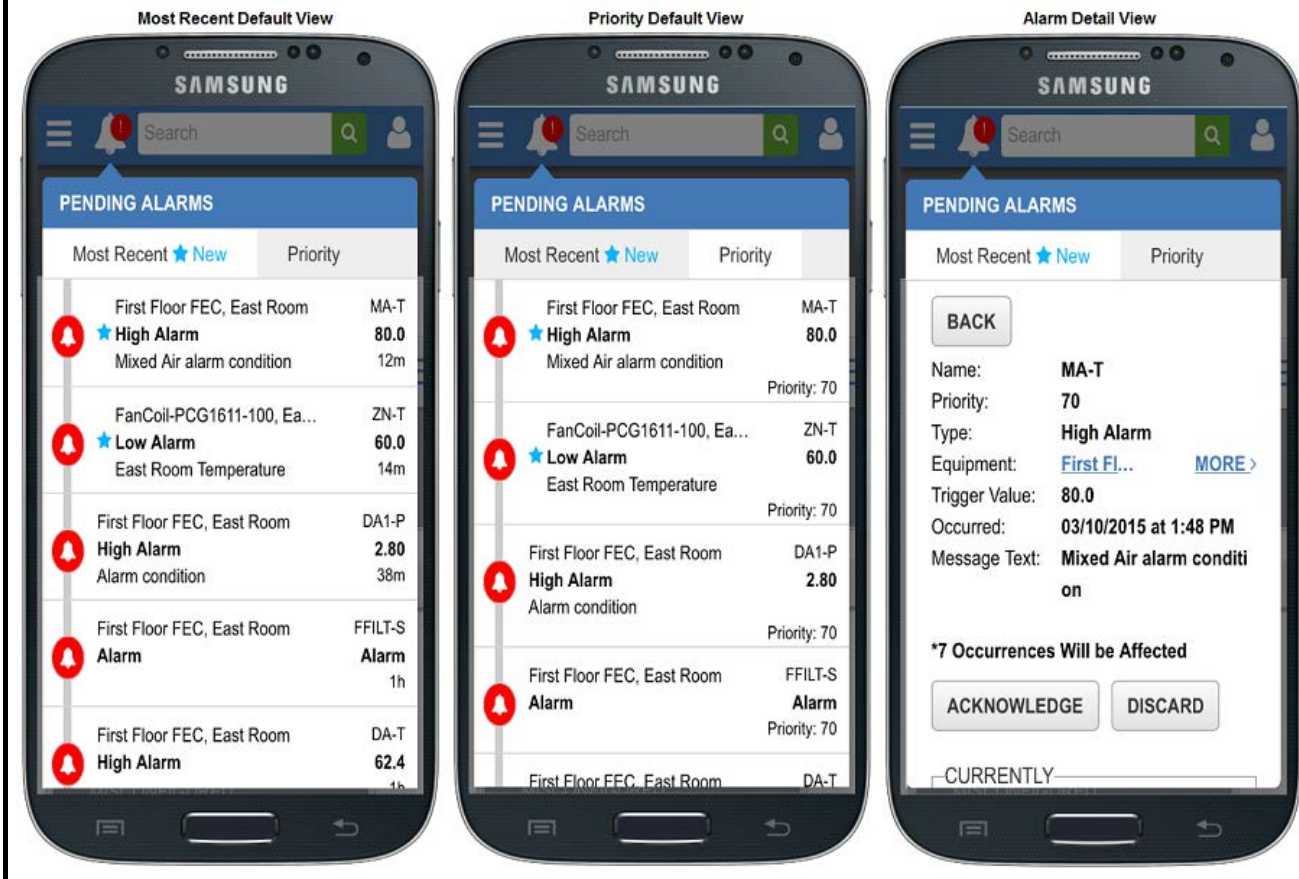 Most Recent Default View
SAMSUNG
Search
PENDING ALARMS
Most Recent New Priority
First Floor FEC, East Room MA-T
High Alarm 80.0
Mixed Air alarm condition 12m
FanCoil-PCG1611-100, Ea... ZN-T
Low Alarm 60.0
East Room Temperature 14m
First Floor FEC, East Room DA1-P
High Alarm 2.80
Alarm condition 38m
First Floor FEC, East Room FFILT-S
Alarm Alarm
1h
First Floor FEC, East Room DA-T
High Alarm 62.4
1h
Priority Default View
SAMSUNG
Search
PENDING ALARMS
Most Recent New Priority
First Floor FEC, East Room MA-T
High Alarm 80.0
Mixed Air alarm condition
Priority: 70
FanCoil-PCG1611-100, Ea... ZN-T
Low Alarm 60.0
East Room Temperature
Priority: 70
First Floor FEC, East Room DA1-P
High Alarm 2.80
Alarm condition
Priority: 70
First Floor FEC, East Room FFILT-S
Alarm Alarm
Priority: 70
First Floor FEC, East Room DA-T
Alarm Detail View
SAMSUNG
Search
PENDING ALARMS
Most Recent New Priority
BACK
Name: MA-T
Priority: 70
Type: High Alarm
Equipment: First Fl... MORE >
Trigger Value: 80.0
Occurred: 03/10/2015 at 1:48 PM
Message Text: Mixed Air alarm conditi
on
*7 Occurrences Will be Affected
ACKNOWLEDGE DISCARD
CURRENTLY